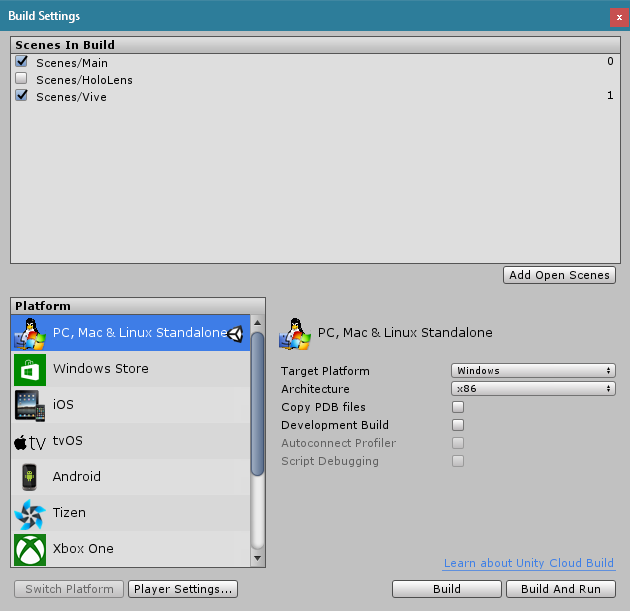 Build Settings
x
Scenes In Build
Scenes/Main 0
Scenes/HoloLens
Scenes/Vive 1
Add Open Scenes
Platform
PC, Mac & Linux Standalone
Windows Store
iOS
tv tvOS
Android
Tizen
Xbox One
PC, Mac & Linux Standalone
Target Platform Windows
Architecture x86
Copy PDB files
Development Build
Autoconnect Profiler
Script Debugging
Learn about Unity Cloud Build
Switch Platform Player Settings... Build Build And Run